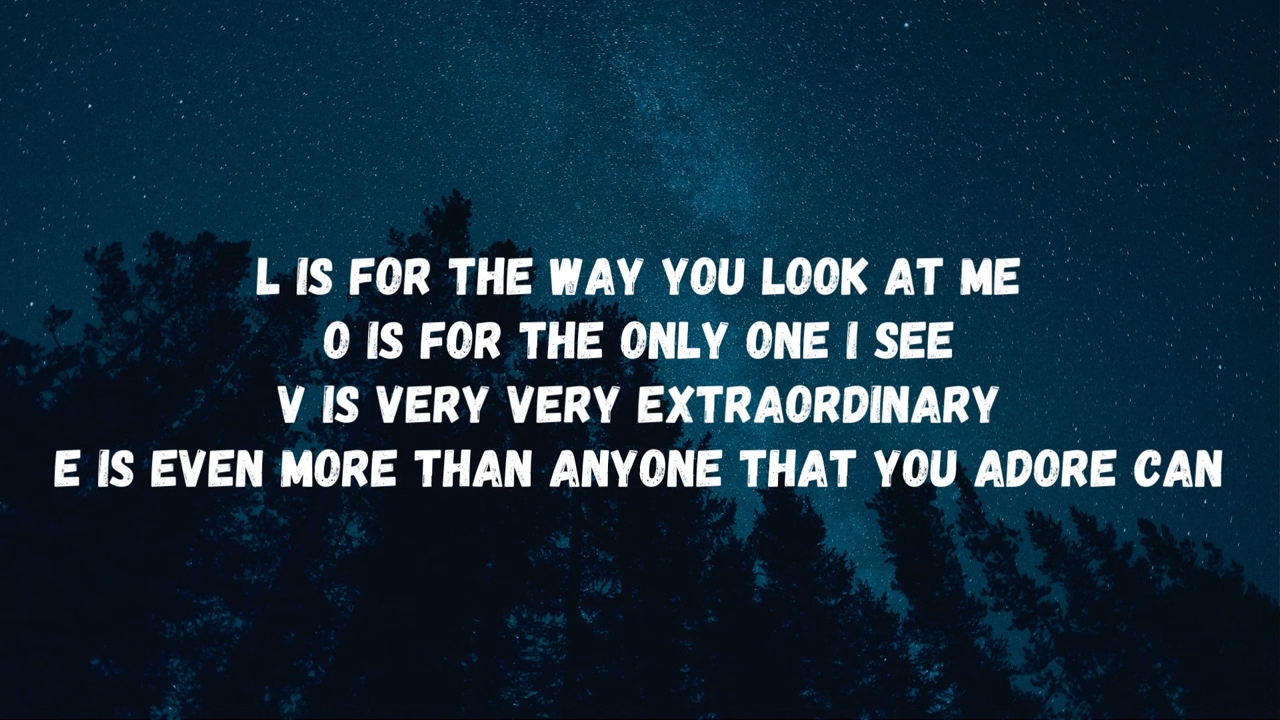 L IS FOR THE WAY YOU LOOK AT ME
O IS FOR THE ONLY ONE I SEE
V IS VERY VERY EXTRAORDINARY
E IS EVEN MORE THAN ANYONE THAT YOU ADORE CAN